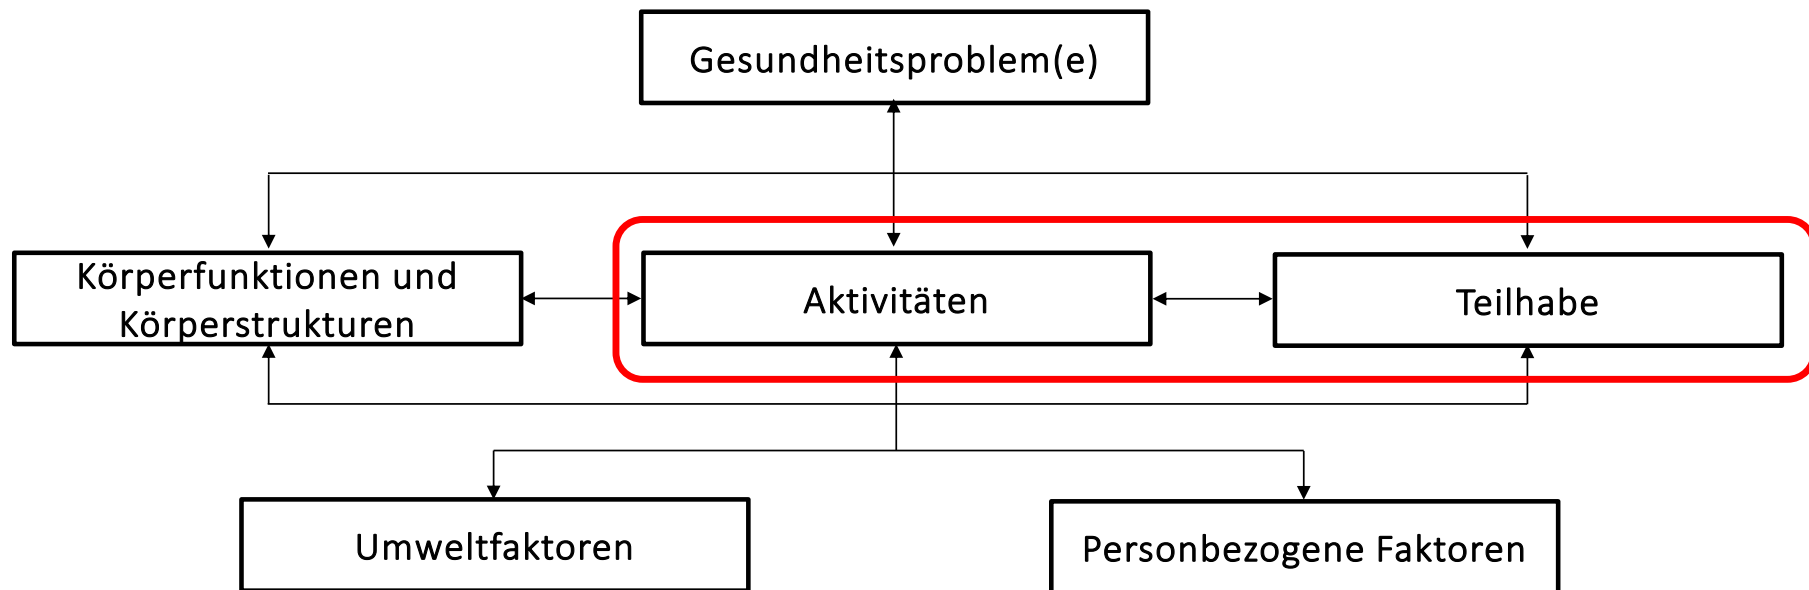 Gesundheitsproblem(e)
Körperfunktionen und
Körperstrukturen
Aktivitäten
Teilhabe
Umweltfaktoren
Personbezogene Faktoren